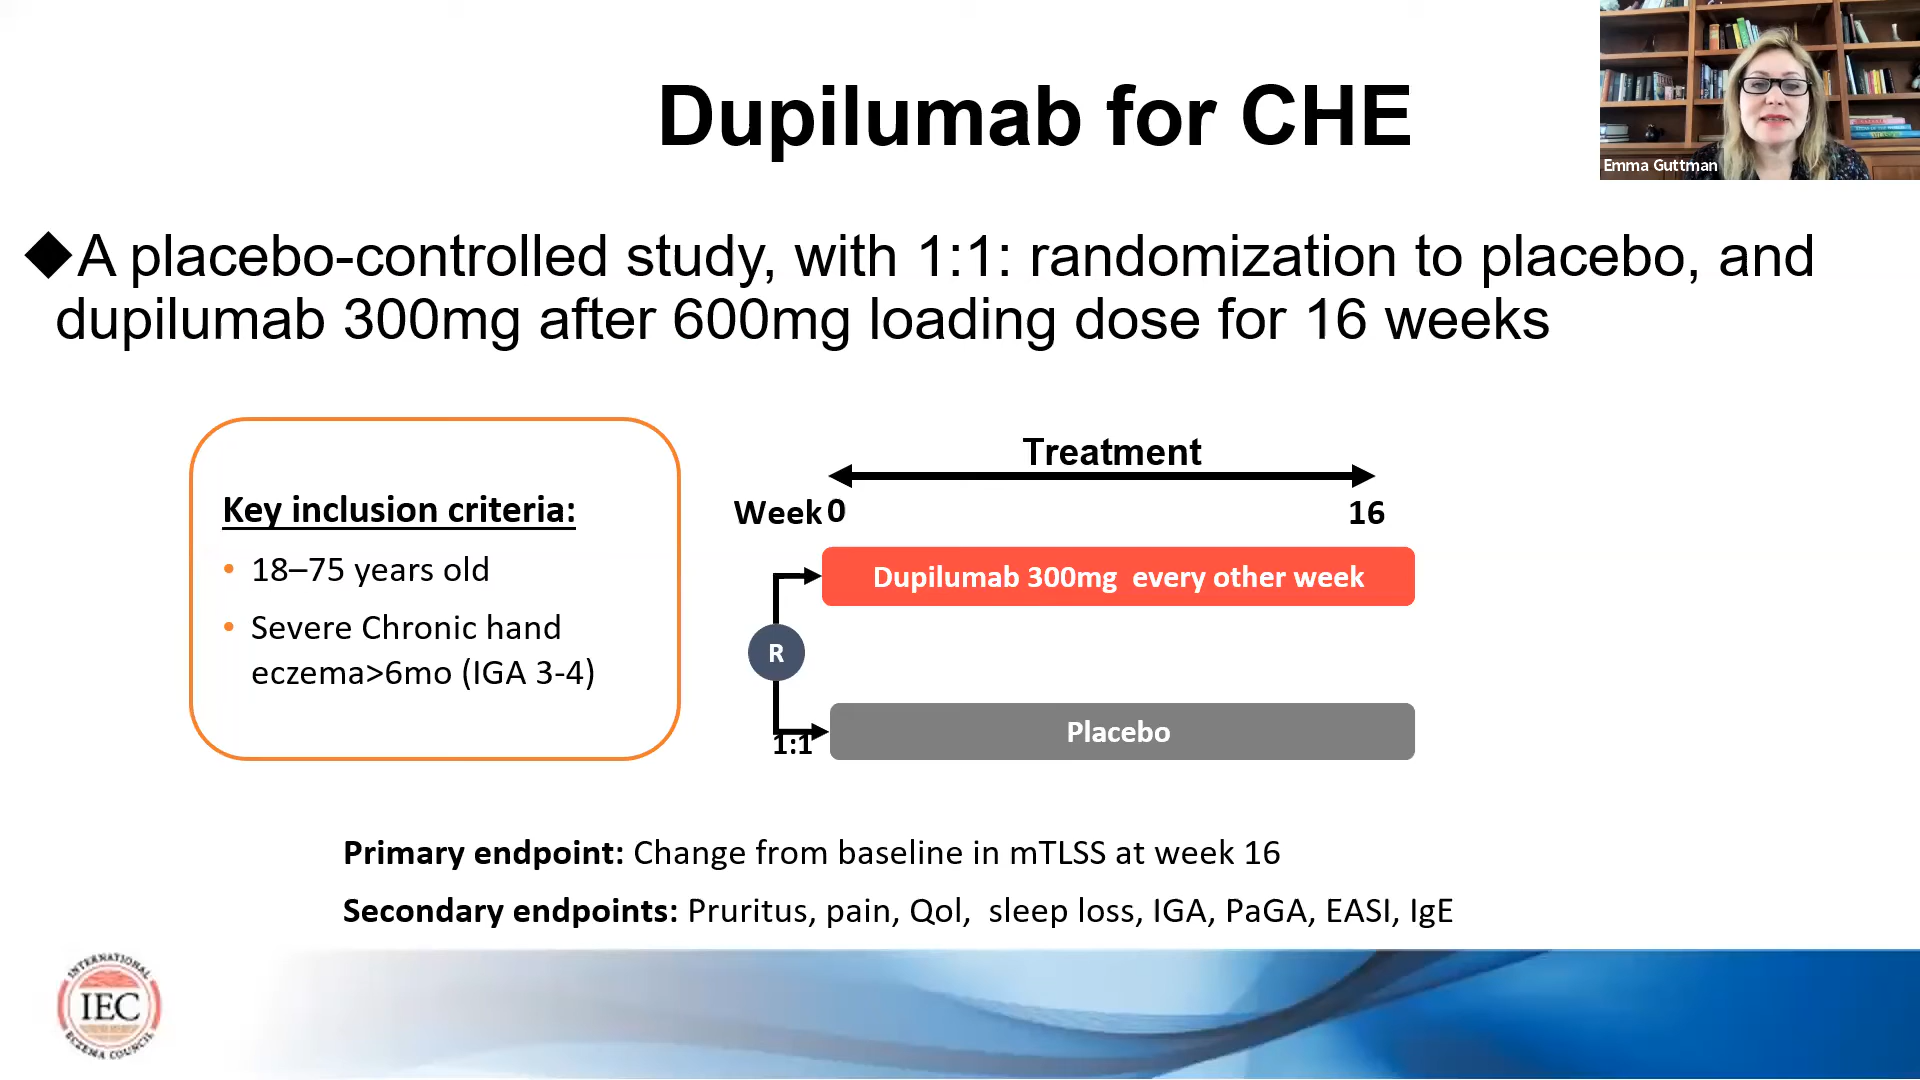 Dupilumab for CHE
Emma Guttman
◆A placebo-controlled study, with 1:1: randomization to placebo, and
dupilumab 300mg after 600mg loading dose for 16 weeks
Key inclusion criteria:
• 18–75 years old
• Severe Chronic hand
eczema>6mo (IGA 3-4)
Treatment
Week 0 16
Dupilumab 300mg every other week
R
1:1
Placebo
Primary endpoint: Change from baseline in mTLSS at week 16
Secondary endpoints: Pruritus, pain, Qol, sleep loss, IGA, PaGA, EASI, IgE
INTERNATIONAL
IEC
ECZEMA COUNCIL